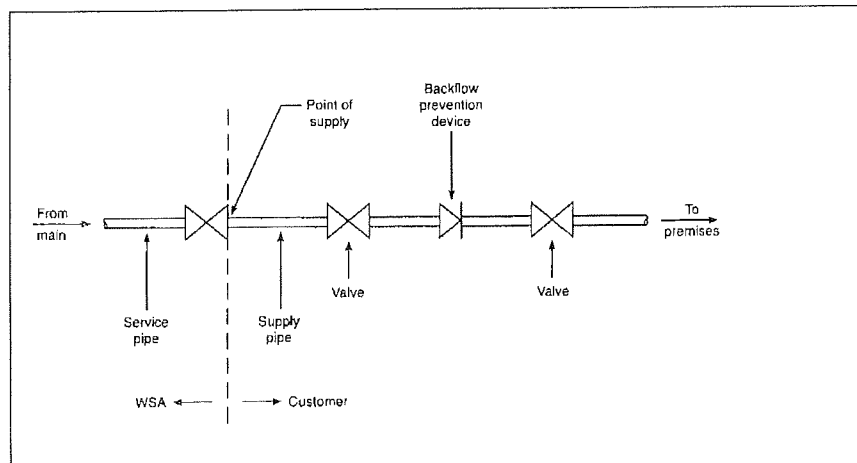 Backflow
prevention
device
Point of
supply
From
main
To
premises
Valve
Valve
Service
pipe
Supply
pipe
WSA
Customer